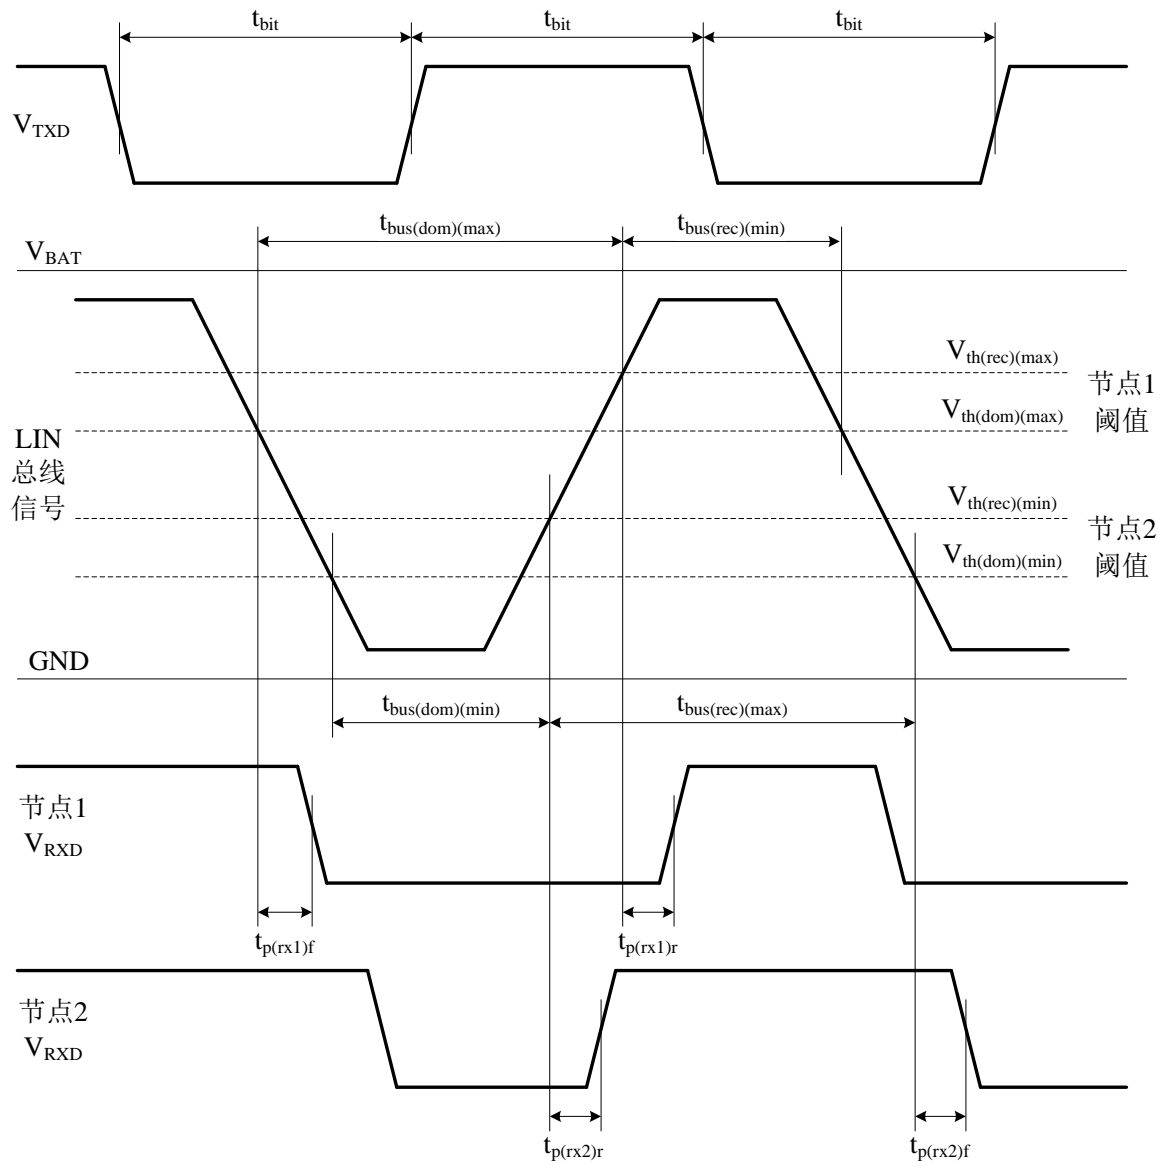 tbit tbit tbit
VTXD
tbus(dom)(max) tbus(rec)(min)
VBAT
Vth(rec)(max)
节点1
阈值
Vth(dom)(max)
LIN
总线
信号
Vth(rec)(min)
节点2
阈值
Vth(dom)(min)
GND
tbus(dom)(min) tbus(rec)(max)
节点1
VRXD
tp(rx1)f tp(rx1)r
节点2
VRXD
tp(rx2)r tp(rx2)f